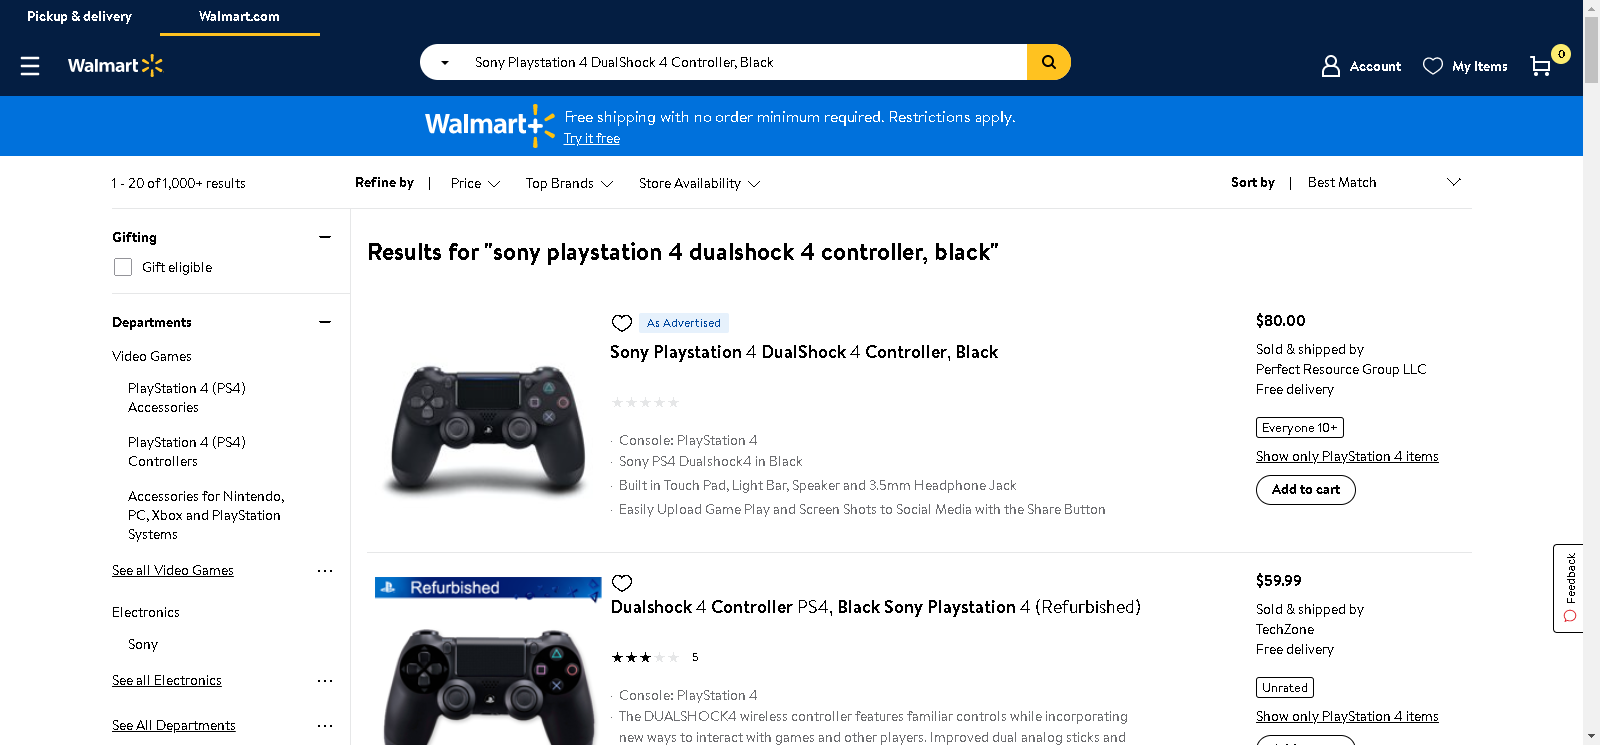 Pickup & delivery
Walmart.com
Walmart
Sony Playstation 4 DualShock 4 Controller, Black
Account
My Items
0
Walmart+
Free shipping with no order minimum required. Restrictions apply.
Try it free
1 - 20 of 1,000+ results
Refine by | Price Top Brands Store Availability
Sort by | Best Match
Gifting
Gift eligible
Departments
Video Games
PlayStation 4 (PS4)
Accessories
PlayStation 4 (PS4)
Controllers
Accessories for Nintendo,
PC, Xbox and PlayStation
Systems
See all Video Games
Electronics
Sony
See all Electronics
See All Departments
Results for "sony playstation 4 dualshock 4 controller, black"
As Advertised
Sony Playstation 4 DualShock 4 Controller, Black
· Console: PlayStation 4
· Sony PS4 Dualshock4 in Black
· Built in Touch Pad, Light Bar, Speaker and 3.5mm Headphone Jack
· Easily Upload Game Play and Screen Shots to Social Media with the Share Button
$80.00
Sold & shipped by
Perfect Resource Group LLC
Free delivery
Everyone 10+
Show only PlayStation 4 items
Add to cart
Refurbished
Dualshock 4 Controller PS4, Black Sony Playstation 4 (Refurbished)
5
· Console: PlayStation 4
· The DUALSHOCK4 wireless controller features familiar controls while incorporating
new ways to interact with games and other players. Improved dual analog sticks and
$59.99
Sold & shipped by
TechZone
Free delivery
Unrated
Show only PlayStation 4 items
Feedback